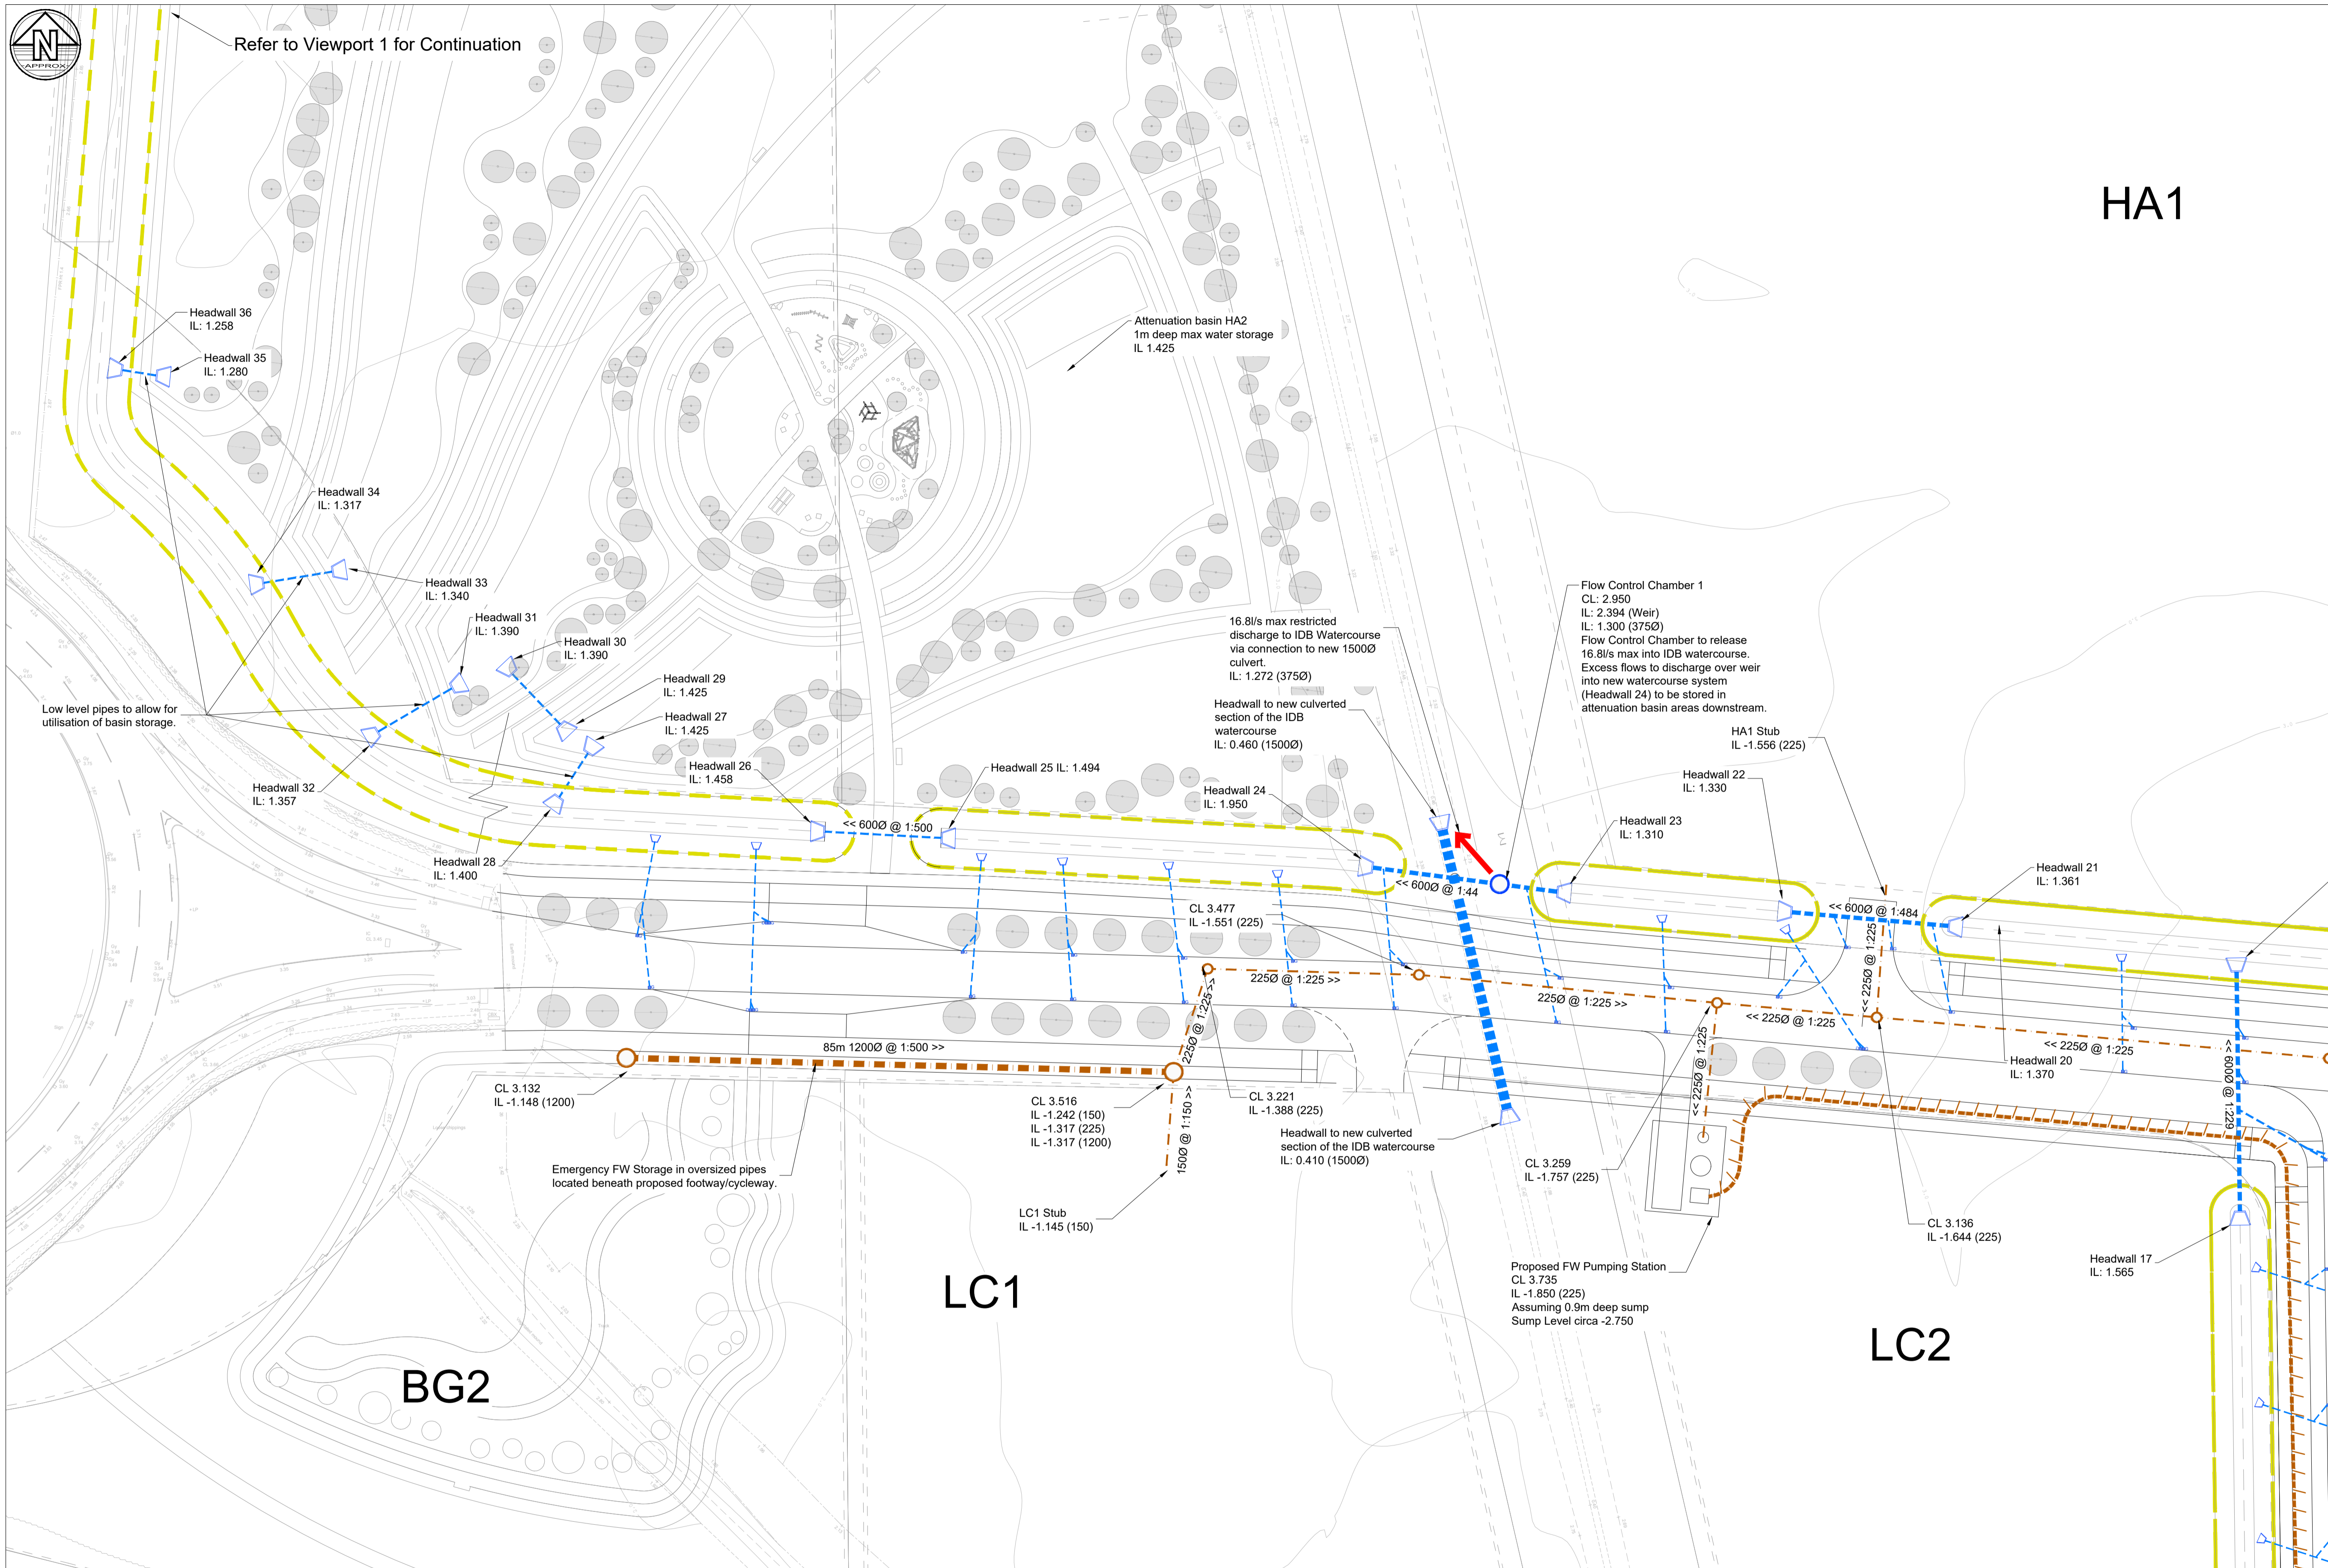 N
APPROX
Refer to Viewport 1 for Continuation
HA1
Headwall 36
IL: 1.258
Headwall 35
IL: 1.280
Attenuation basin HA2
1m deep max water storage
IL 1.425
Headwall 34
IL: 1.317
Headwall 33
IL: 1.340
Headwall 31
IL: 1.390
Headwall 30
IL: 1.390
Headwall 29
IL: 1.425
Headwall 27
IL: 1.425
Low level pipes to allow for
utilisation of basin storage.
Headwall 26
IL: 1.458
Headwall 25 IL: 1.494
Headwall 32
IL: 1.357
Headwall 28
IL: 1.400
<< 600Ø @ 1:500
16.8l/s max restricted
discharge to IDB Watercourse
via connection to new 1500Ø
culvert.
IL: 1.272 (375Ø)
Headwall to new culverted
section of the IDB
watercourse
IL: 0.460 (1500Ø)
Headwall 24
IL: 1.950
Flow Control Chamber 1
CL: 2.950
IL: 2.394 (Weir)
IL: 1.300 (375Ø)
Flow Control Chamber to release
16.8l/s max into IDB watercourse.
Excess flows to discharge over weir
into new watercourse system
(Headwall 24) to be stored in
attenuation basin areas downstream.
HA1 Stub
IL -1.556 (225)
Headwall 22
IL: 1.330
Headwall 23
IL: 1.310
Headwall 21
IL: 1.361
<< 600Ø @ 1:44
<< 600Ø @ 1:484
CL 3.477
IL -1.551 (225)
225Ø @ 1:225 >>
225Ø @ 1:225 >>
225Ø @ 1:225 >>
<< 225Ø @ 1:225
<< 225Ø @ 1:225
<< 225Ø @ 1:225
<< 225Ø @ 1:225
Headwall 20
IL: 1.370
<< 600Ø @ 1:229
85m 1200Ø @ 1:500 >>
CL 3.132
IL -1.148 (1200)
CL 3.516
IL -1.242 (150)
IL -1.317 (225)
IL -1.317 (1200)
CL 3.221
IL -1.388 (225)
150Ø @ 1:150 >>
Headwall to new culverted
section of the IDB watercourse
IL: 0.410 (1500Ø)
CL 3.259
IL -1.757 (225)
Emergency FW Storage in oversized pipes
located beneath proposed footway/cycleway.
LC1 Stub
IL -1.145 (150)
CL 3.136
IL -1.644 (225)
Proposed FW Pumping Station
CL 3.735
IL -1.850 (225)
Assuming 0.9m deep sump
Sump Level circa -2.750
Headwall 17
IL: 1.565
LC1
LC2
BG2